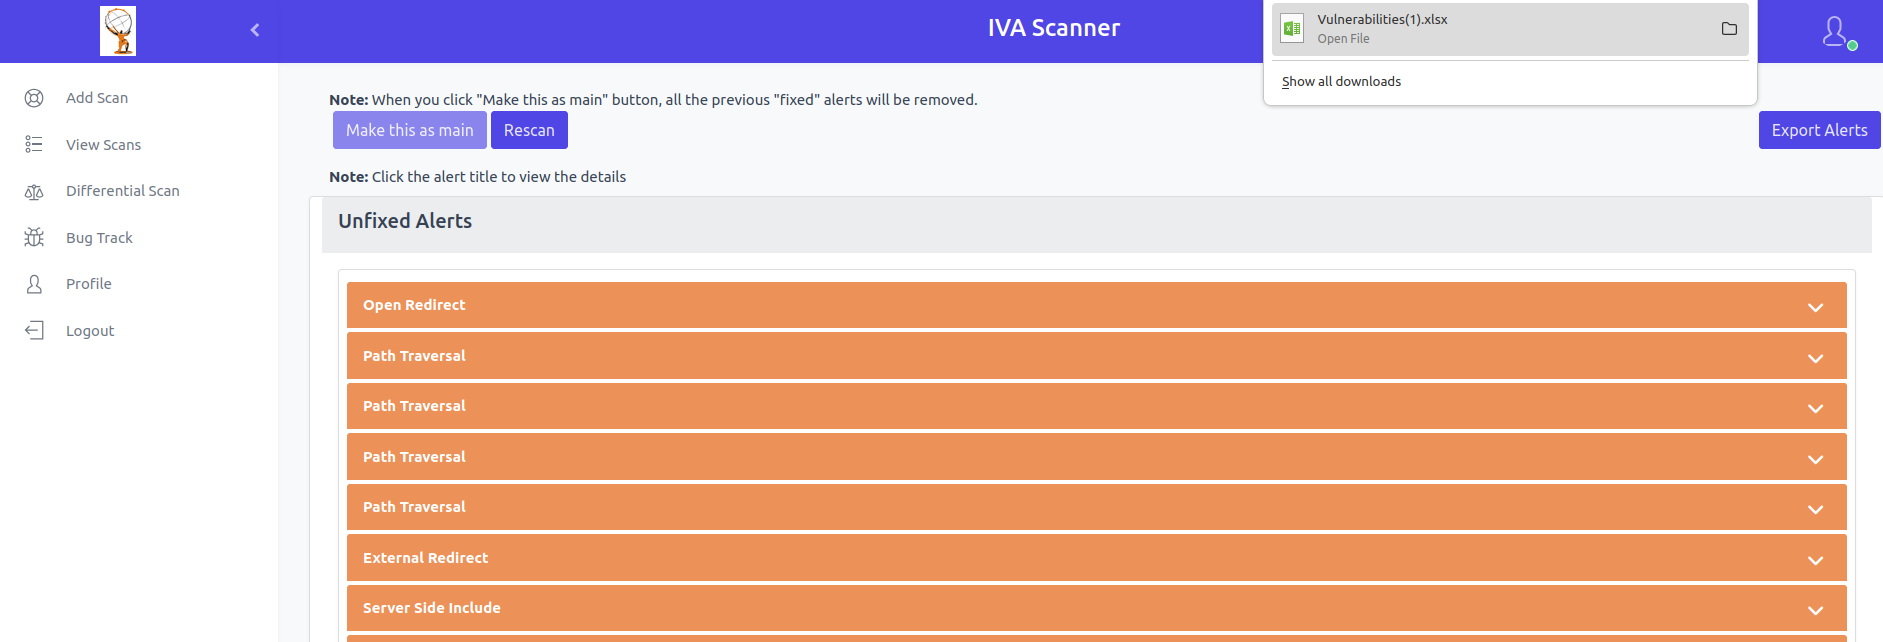 IVA Scanner
Vulnerabilities(1).xlsx
Open File
Show all downloads
Add Scan
View Scans
Differential Scan
Bug Track
Profile
Logout
Note: When you click "Make this as main" button, all the previous "fixed" alerts will be removed.
Make this as main
Rescan
Export Alerts
Note: Click the alert title to view the details
Unfixed Alerts
Open Redirect
Path Traversal
Path Traversal
Path Traversal
Path Traversal
External Redirect
Server Side Include